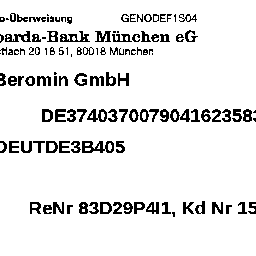 o-Überweisung GENODEF1S04
parda-Bank München eG
tfach 20 18 51, 80018 München
Beromin GmbH
DE3740370079041623583
DEUTDE3B405
ReNr 83D29P4I1, Kd Nr 15